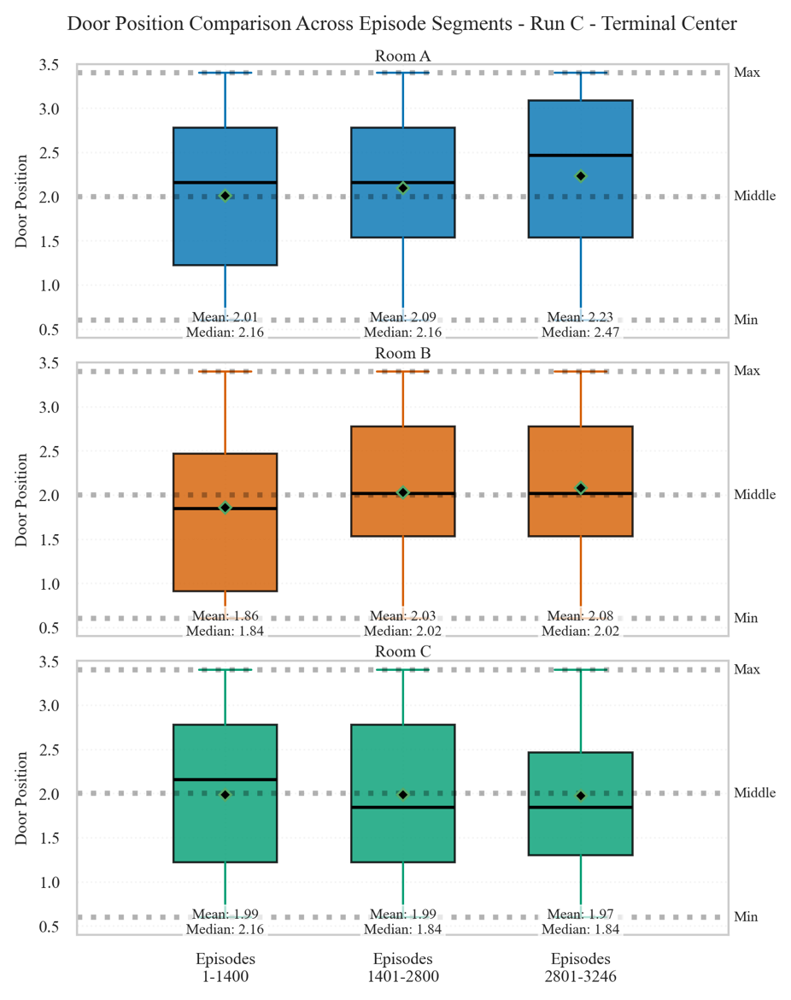 Door Position Comparison Across Episode Segments - Run C - Terminal Center
Room A
3.5
3.0
2.5
2.0
1.5
1.0
0.5
Door Position
Max
Middle
Min
Mean: 2.01
Median: 2.16
Mean: 2.09
Median: 2.16
Mean: 2.23
Median: 2.47
Room B
3.5
3.0
2.5
2.0
1.5
1.0
0.5
Door Position
Max
Middle
Min
Mean: 1.86
Median: 1.84
Mean: 2.03
Median: 2.02
Mean: 2.08
Median: 2.02
Room C
3.5
3.0
2.5
2.0
1.5
1.0
0.5
Door Position
Max
Middle
Min
Mean: 1.99
Median: 2.16
Mean: 1.99
Median: 1.84
Mean: 1.97
Median: 1.84
Episodes
1-1400
Episodes
1401-2800
Episodes
2801-3246